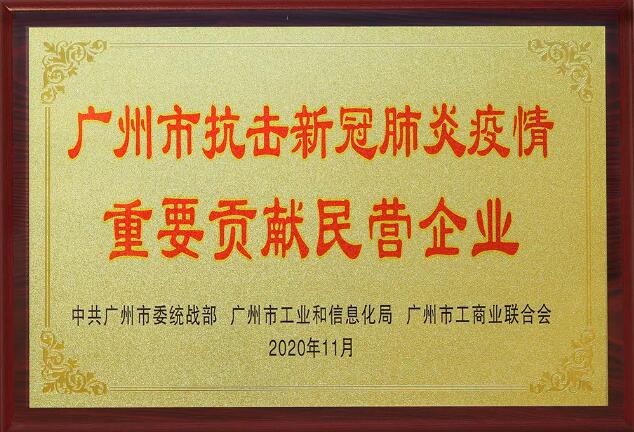 广州市抗击新冠肺炎疫情
重要贡献民营企业
中共广州市委统战部 广州市工业和信息化局 广州市工商业联合会
2020年11月